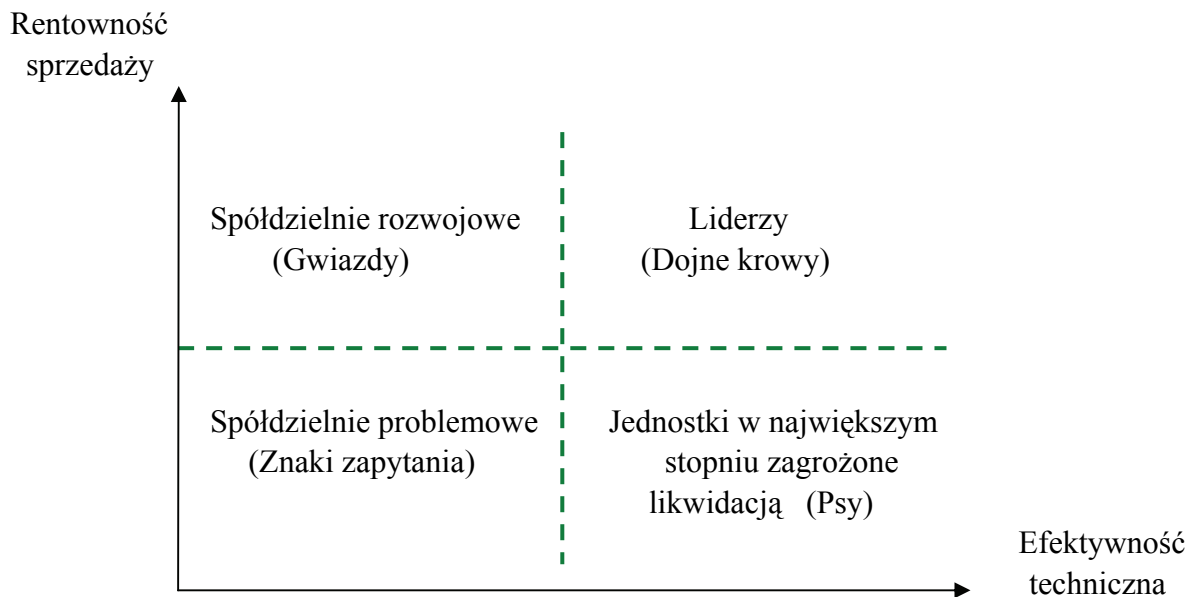 Rentowność
sprzedaży
Spółdzielnie rozwojowe
(Gwiazdy)
Liderzy
(Dojne krowy)
Spółdzielnie problemowe
(Znaki zapytania)
Jednostki w największym
stopniu zagrożone
likwidacją (Psy)
Efektywność
techniczna